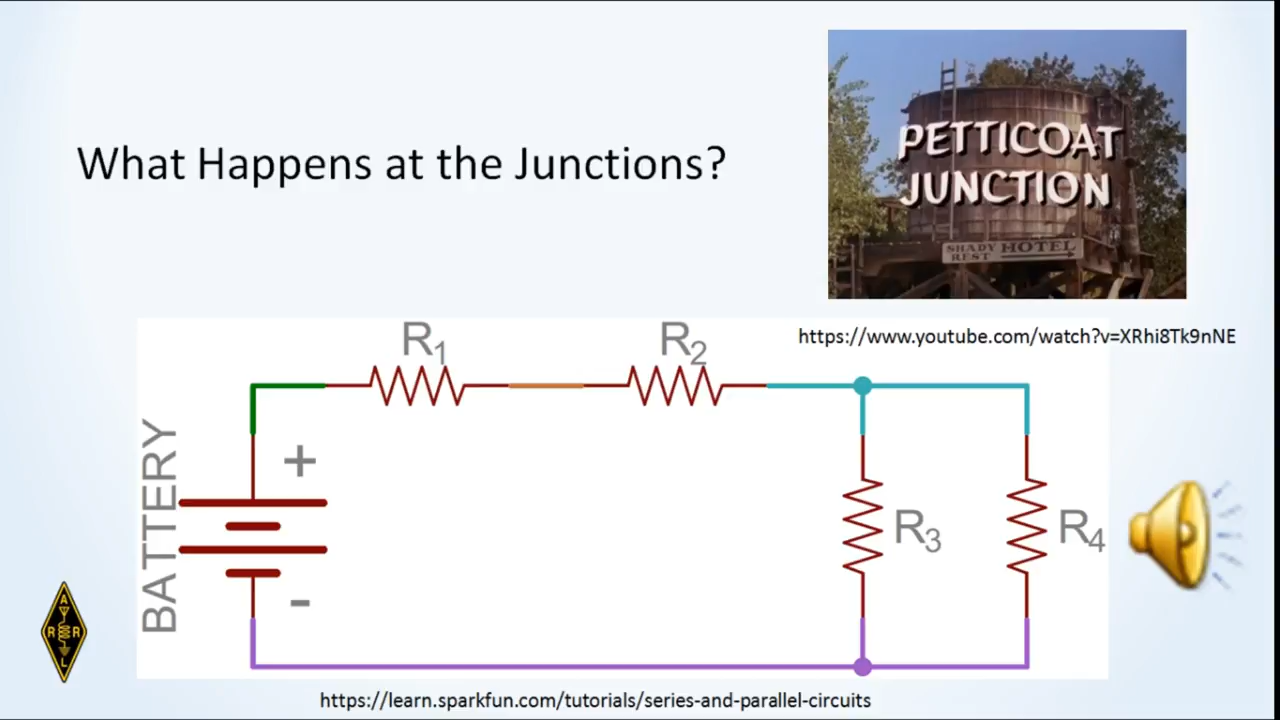 What Happens at the Junctions?
PETTICOAT
JUNCTION
SHADY REST HOTEL
https://www.youtube.com/watch?v=XRhi8Tk9nNE
R1
R2
BATTERY
+
R3
R4
-
A
R R
L
https://learn.sparkfun.com/tutorials/series-and-parallel-circuits